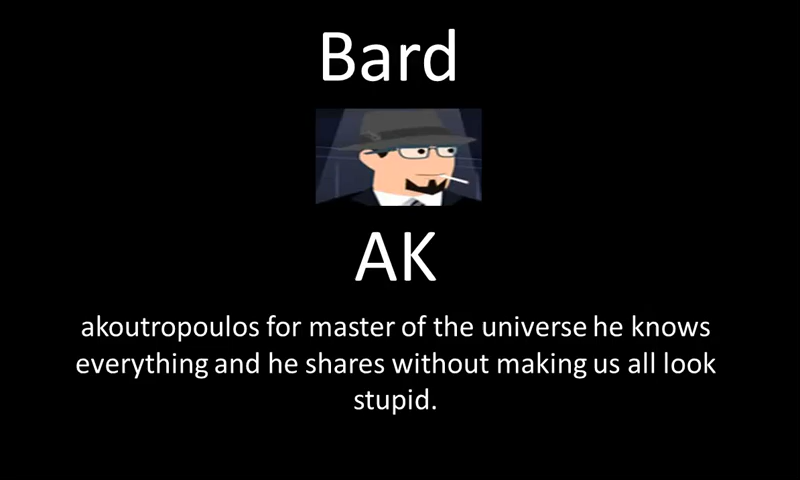 Bard
AK
akoutropoulos for master of the universe he knows
everything and he shares without making us all look
stupid.